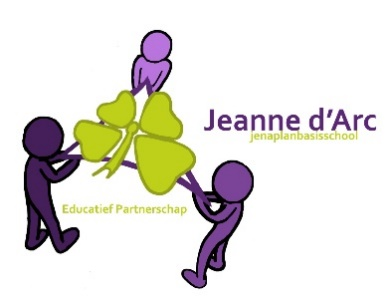 Jeanne d'Arc
jenaplanbasisschool
Educatief Partnerschap